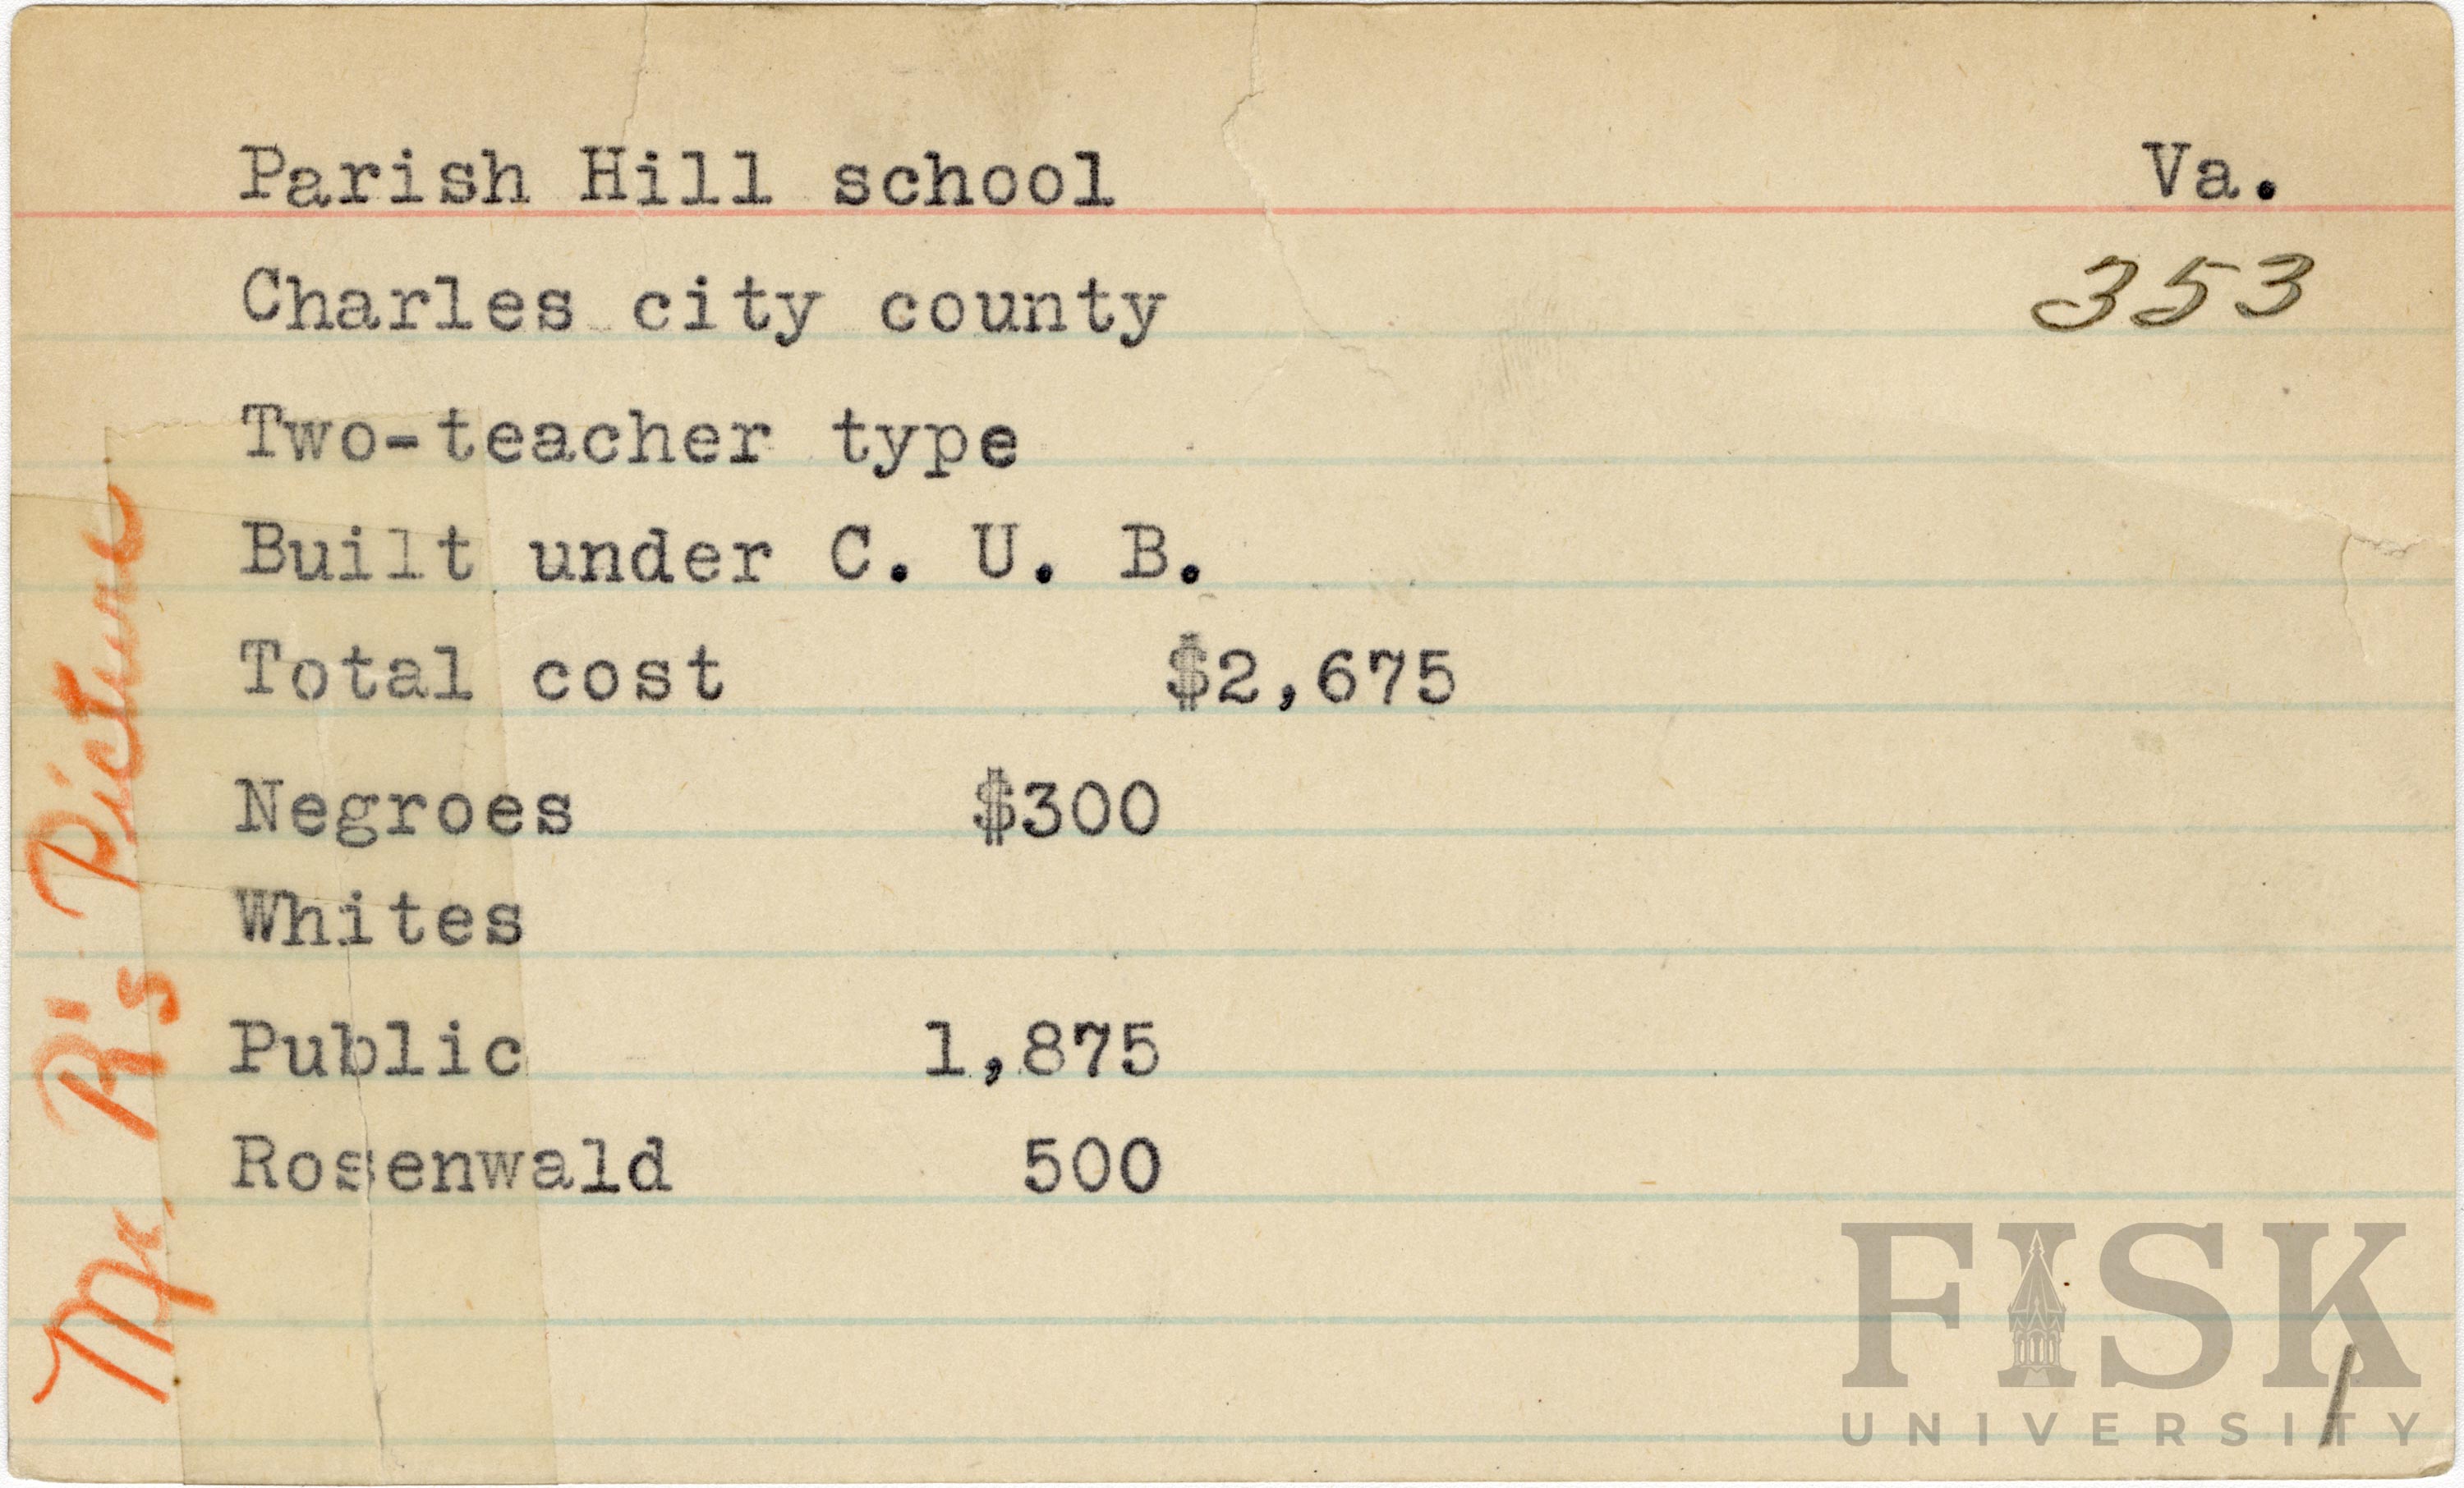 Parish Hill school Va.
Charles city county 353
Two-teacher type
Built under C. U. B.
Total cost $2,675
Negroes $300
Whites
Public 1,875
Rosenwald 500
Mr. R's Picture
FISK
UNIVERSITY
/